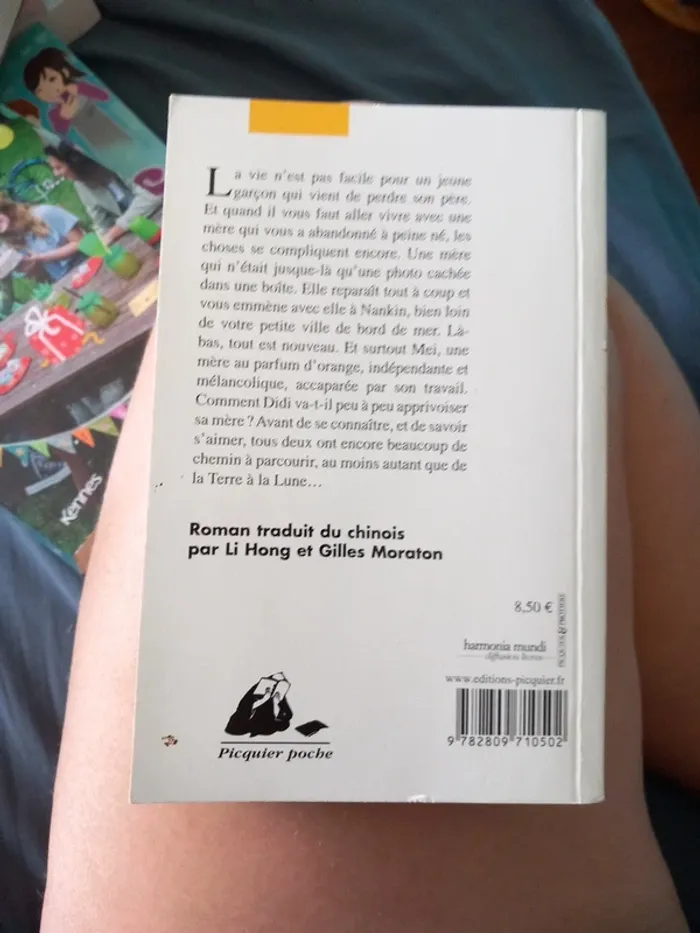 La vie n'est pas facile pour un jeune
garçon qui vient de perdre son père.
Et quand il vous faut aller vivre avec une
mère qui vous a abandonné à peine né, les
choses se compliquent encore. Une mère
qui n'était jusque-là qu'une photo cachée
dans une boîte. Elle reparaît tout à coup et
vous emmène avec elle à Nankin, bien loin
de votre petite ville de bord de mer. Là-
bas, tout est nouveau. Et surtout Mei, une
mère au parfum d'orange, indépendante et
mélancolique, accaparée par son travail.
Comment Didi va-t-il peu à peu apprivoiser
sa mère ? Avant de se connaître, et de savoir
s'aimer, tous deux ont encore beaucoup de
chemin à parcourir, au moins autant que de
la Terre à la Lune…
Kennes
Roman traduit du chinois
par Li Hong et Gilles Moraton
8,50 €
harmonia mundi
diffusion livres
www.editions-picquier.fr
9 782809 710502
Picquier poche